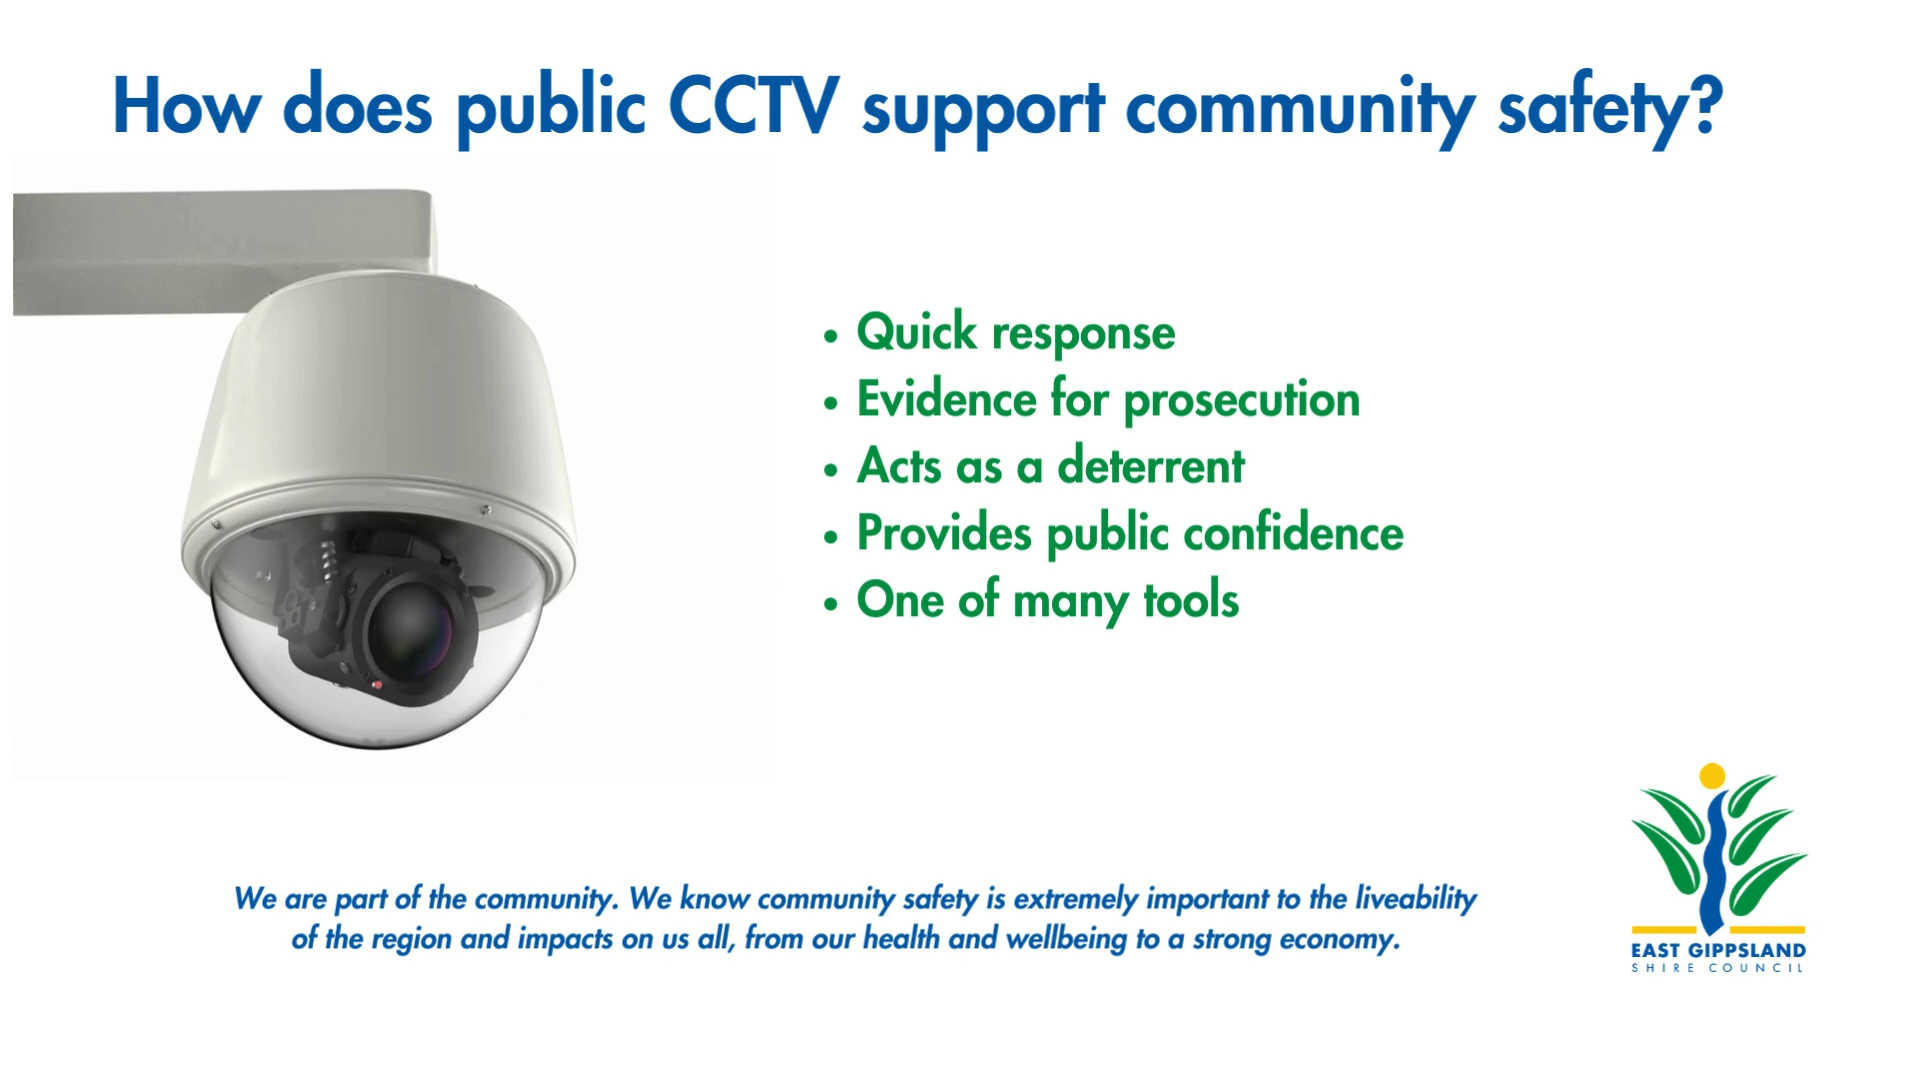 How does public CCTV support community safety?
• Quick response
• Evidence for prosecution
• Acts as a deterrent
• Provides public confidence
• One of many tools
We are part of the community. We know community safety is extremely important to the liveability
of the region and impacts on us all, from our health and wellbeing to a strong economy.
EAST GIPPSLAND
SHIRE COUNCIL